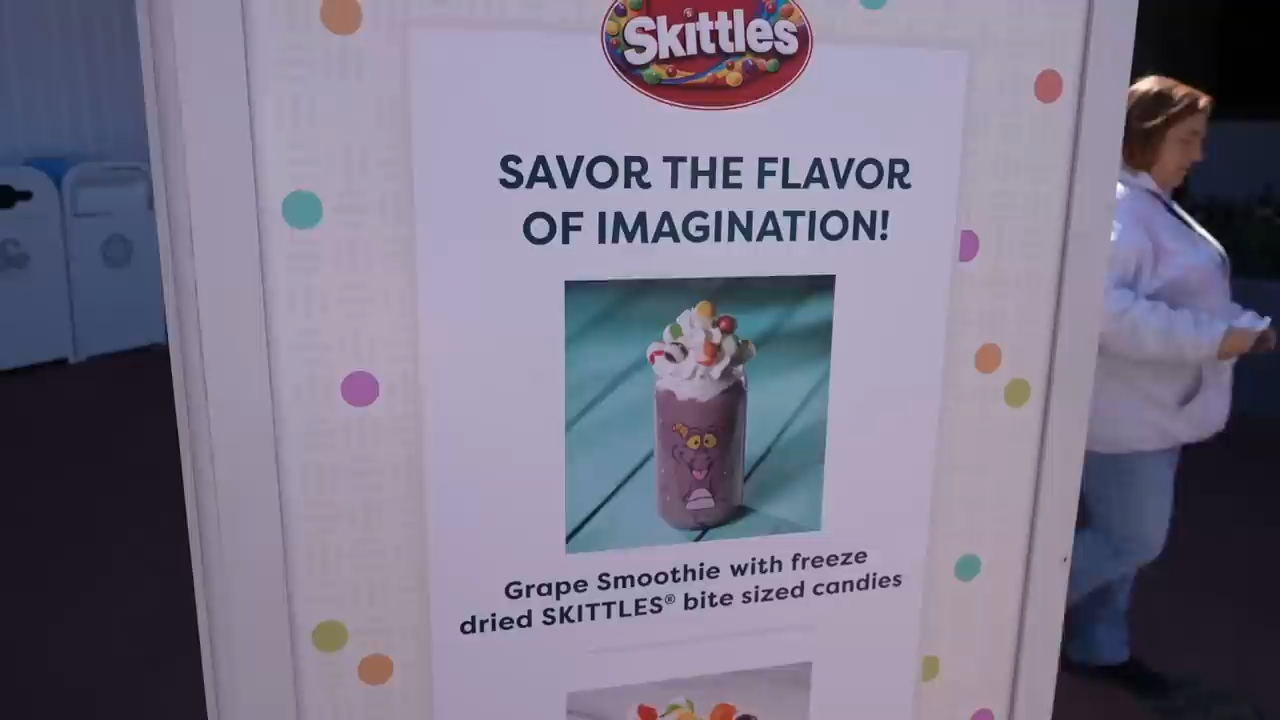 Skittles
SAVOR THE FLAVOR
OF IMAGINATION!
Grape Smoothie with freeze
dried SKITTLES® bite sized candies